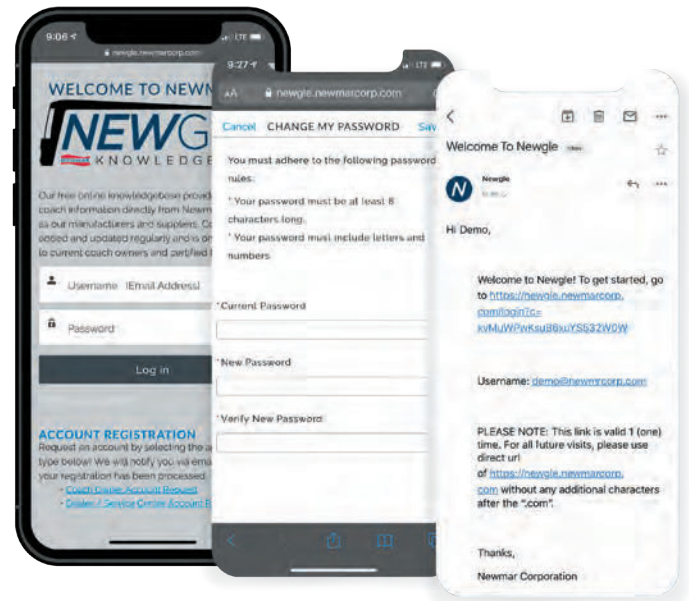 9:06
LTE
newgle.newmarcorp.com
WELCOME TO NEWM
NEWG
KNOWLEDGE
Our free online knowledgebase provid
coach information directly from Newm
as our manufacturers and suppliers. Co
added and updated regularly and is on
to current coach owners and certified
Username (Email Address)
Password
Log in
ACCOUNT REGISTRATION
Request an account by selecting the a
type below! We will notify you via emai
your registration has been processed
- Coach Owner Account Request
- Dealer / Service Center Account R
9:27
LTE
AA
newgle.newmarcorp.com
Cancel CHANGE MY PASSWORD Sav
You must adhere to the following password
rules:
* Your password must be at least 8
characters long.
* Your password must include letters and
numbers
*Current Password
*New Password
*Verify New Password
Welcome To Newgle
N
Newgle
Hi Demo,
Welcome to Newgle! To get started, go
to https://newgle.newmarcorp.
com/login?c=
xvMuWPwKsuB6xuYS532W0W
Username: demo@newmrcorp.com
PLEASE NOTE: This link is valid 1 (one)
time. For all future visits, please use
direct url
of https://newgle.newmarcorp.
com without any additional characters
after the ".com".
Thanks,
Newmar Corporation